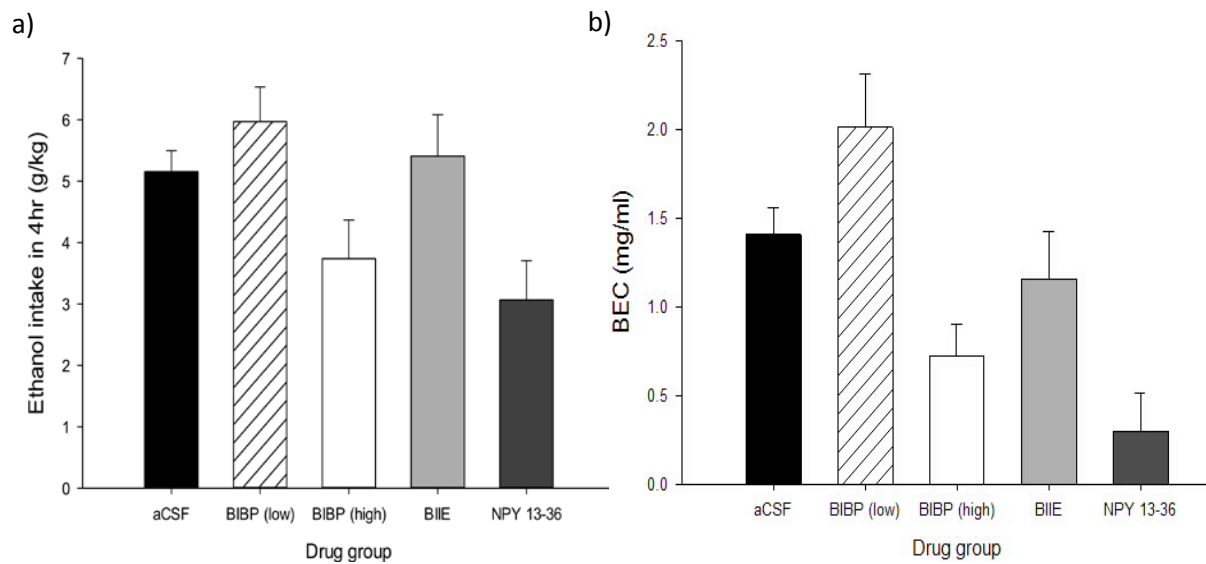 a)
Ethanol intake in 4hr (g/kg)
7
6
5
4
3
2
1
0
aCSF BIBP (low) BIBP (high) BIIE NPY 13-36
Drug group
b)
BEC (mg/ml)
2.5
2.0
1.5
1.0
0.5
0.0
aCSF BIBP (low) BIBP (high) BIIE NPY 13-36
Drug group